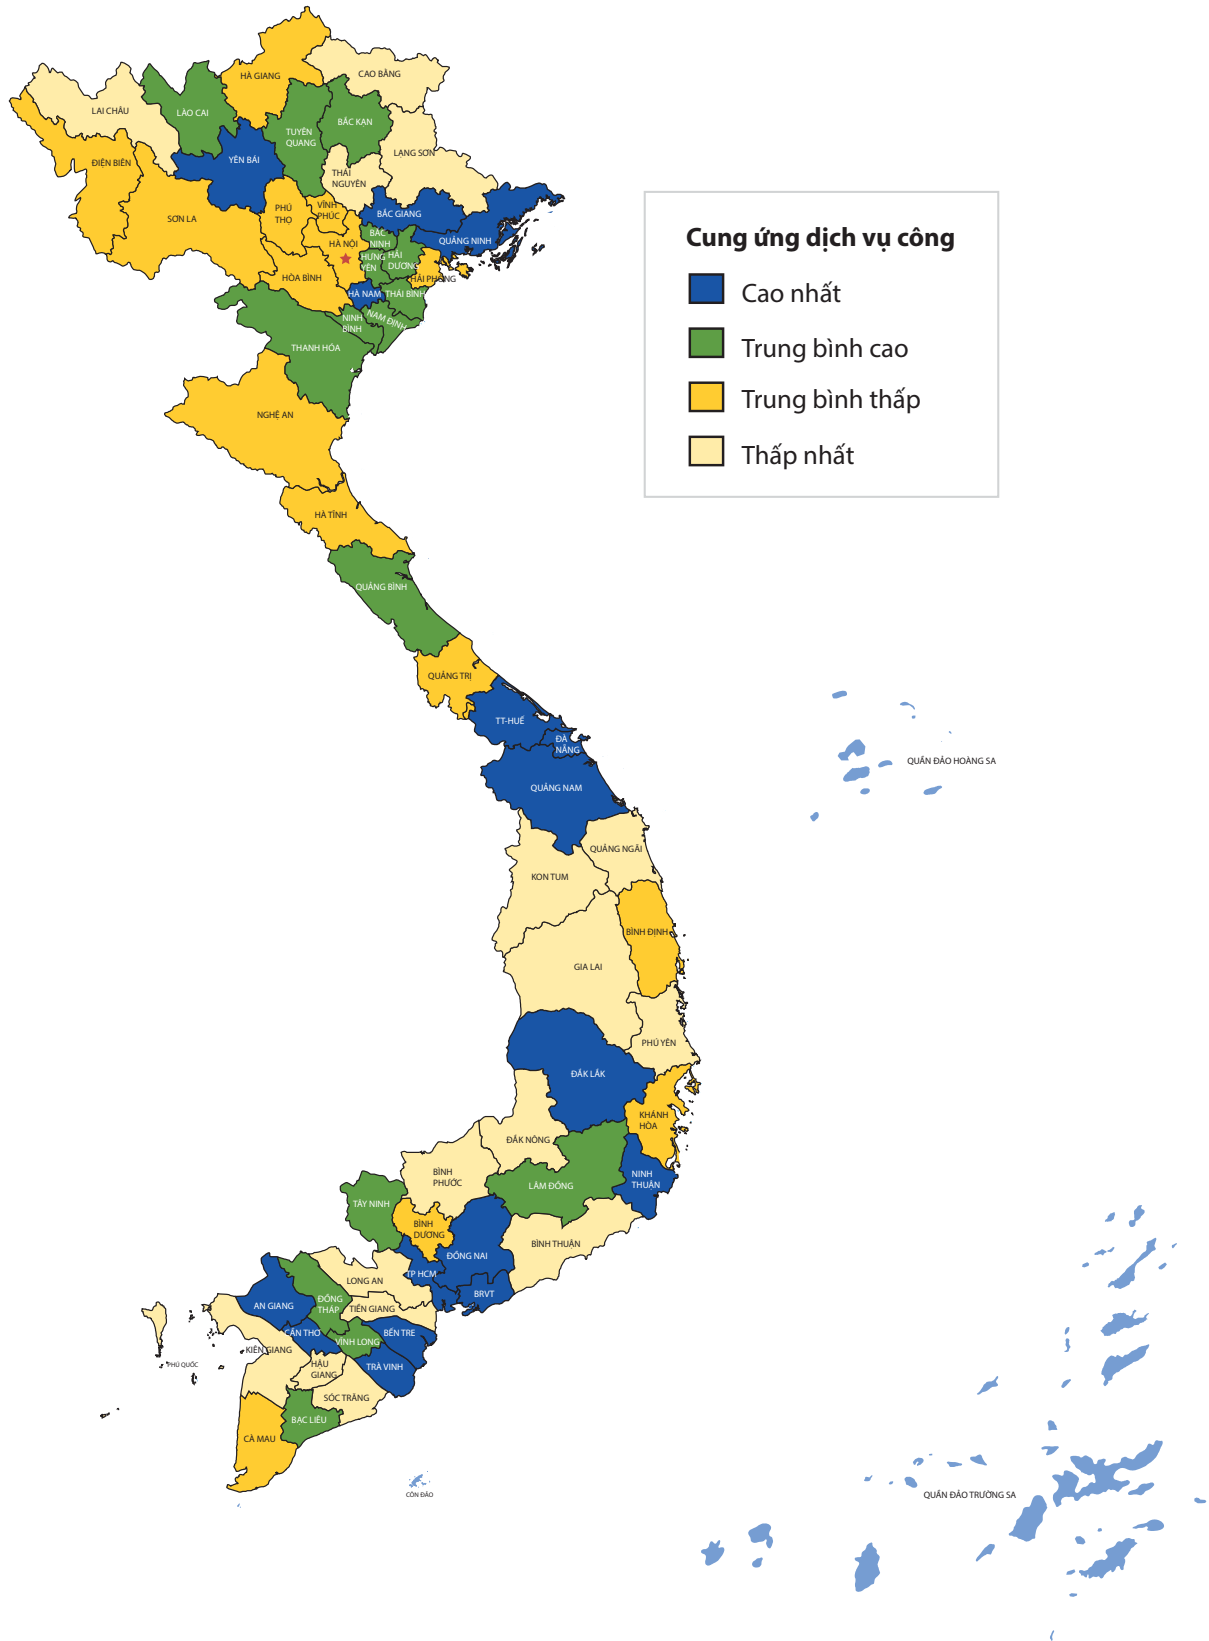 HÀ GIANG
CAO BẰNG
LAI CHÂU
LÀO CAI
BẮC KẠN
TUYÊN
QUANG
YÊN BÁI
LẠNG SƠN
ĐIỆN BIÊN
THÁI
NGUYÊN
SƠN LA
PHÚ
THỌ
VĨNH
PHÚC
BẮC GIANG
QUẢNG NINH
BẮC
NINH
HÀ NỘI
HƯNG
YÊN
HẢI
DƯƠNG
HẢI PHÒNG
HÒA BÌNH
HÀ NAM
THÁI BÌNH
NAM ĐỊNH
NINH
BÌNH
THANH HÓA
NGHỆ AN
HÀ TĨNH
QUẢNG BÌNH
QUẢNG TRỊ
TT-HUẾ
ĐÀ
NẴNG
QUẢNG NAM
QUẢNG NGÃI
KON TUM
BÌNH ĐỊNH
GIA LAI
PHÚ YÊN
ĐẮK LẮK
KHÁNH
HÒA
ĐẮK NÔNG
BÌNH
PHƯỚC
LÂM ĐỒNG
NINH
THUẬN
TÂY NINH
BÌNH
DƯƠNG
ĐỒNG NAI
BÌNH THUẬN
TP HCM
BRVT
LONG AN
ĐỒNG
THÁP
TIỀN GIANG
AN GIANG
CẦN THƠ
VĨNH LONG
BẾN TRE
KIÊN GIANG
PHÚ QUỐC
HẬU
GIANG
TRÀ VINH
SÓC TRĂNG
BẠC LIÊU
CÀ MAU
CÔN ĐẢO
Cung ứng dịch vụ công
Cao nhất
Trung bình cao
Trung bình thấp
Thấp nhất
QUẦN ĐẢO HOÀNG SA
QUẦN ĐẢO TRƯỜNG SA